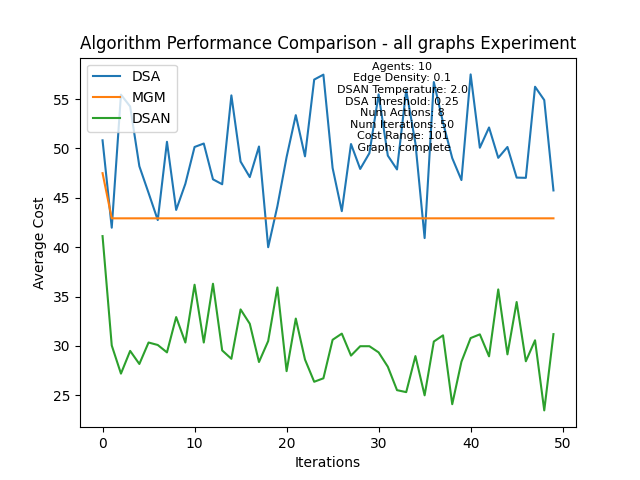 Algorithm Performance Comparison - all graphs Experiment
DSA
MGM
DSAN
Agents: 10
Edge Density: 0.1
DSAN Temperature: 2.0
DSA Threshold: 0.25
Num Actions: 8
Num Iterations: 50
Cost Range: 101
Graph: complete
Average Cost
55
50
45
40
35
30
25
0 10 20 30 40 50
Iterations